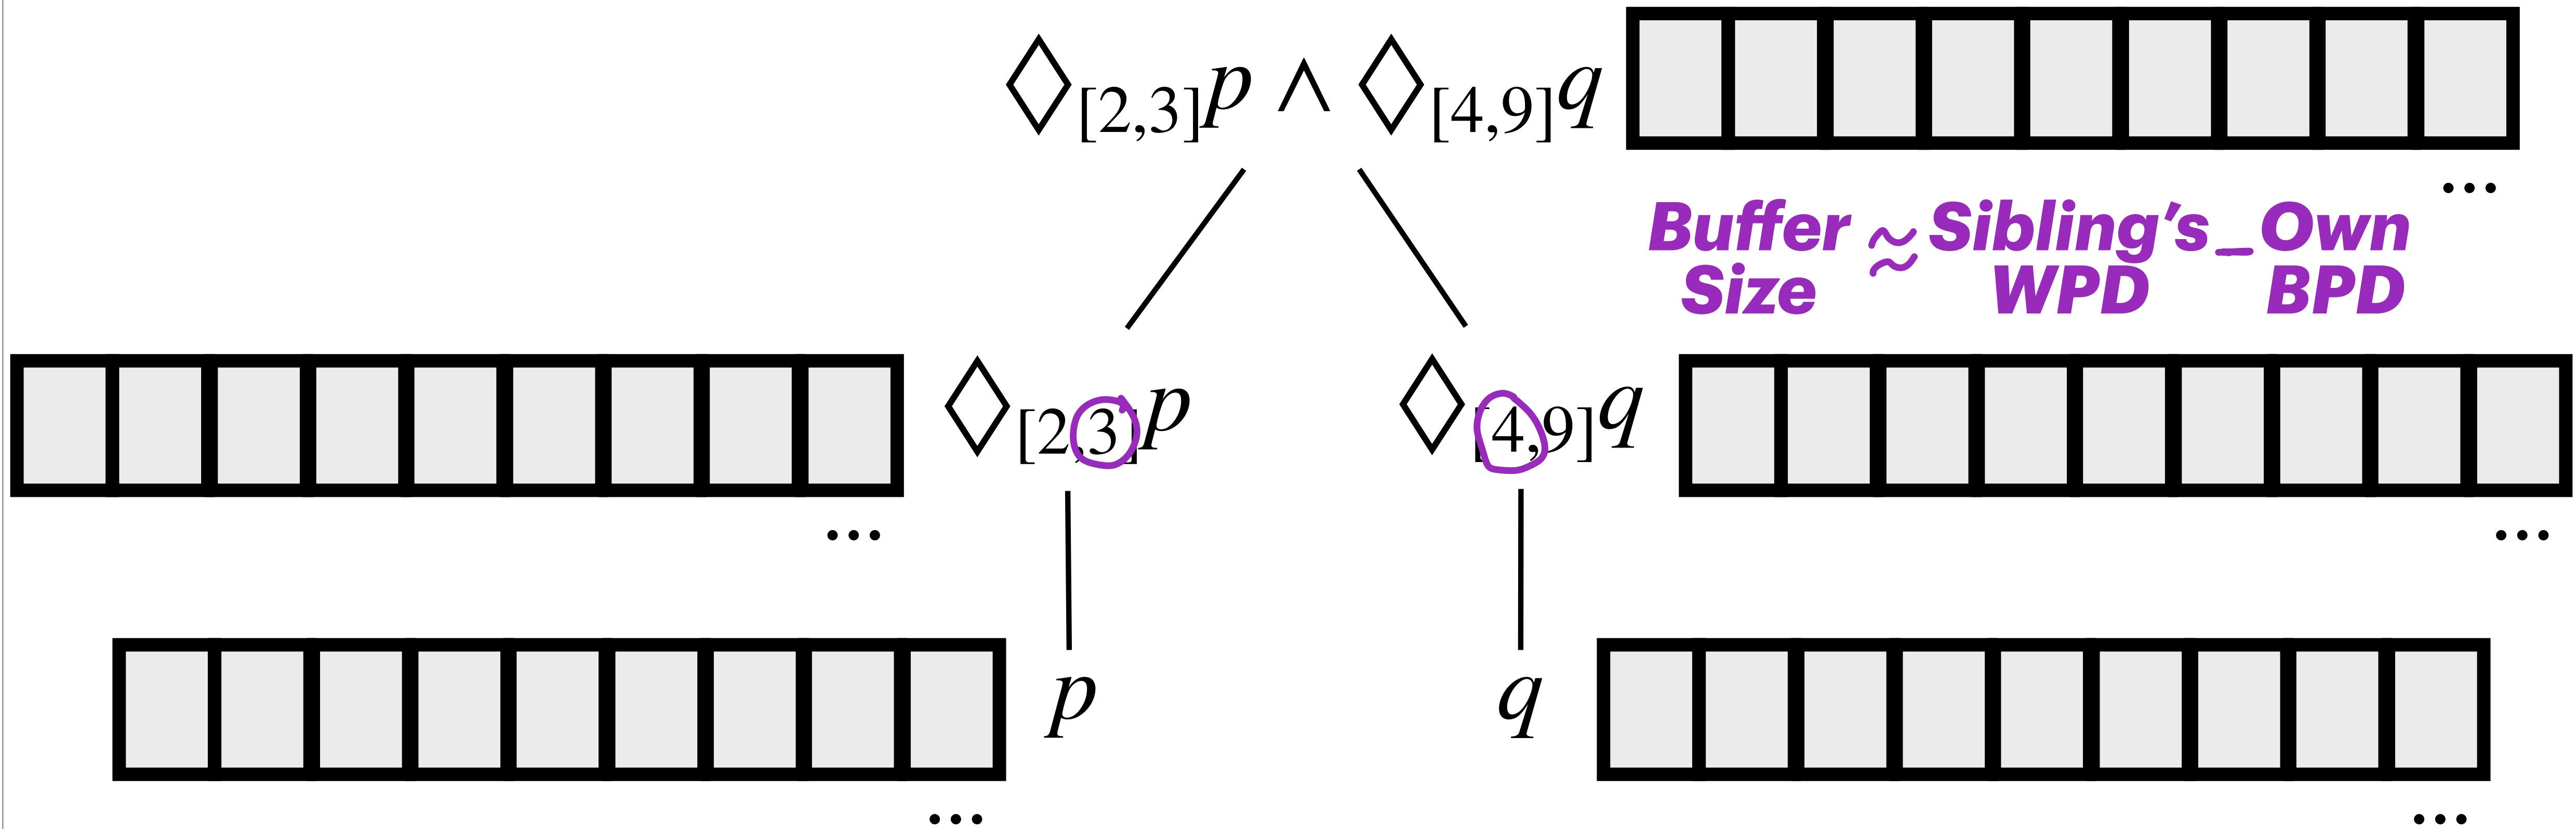 ◇[2,3]p ∧ ◇[4,9]q
...
Buffer ≈ Sibling's - Own
Size WPD BPD
◇[2,3]p ◇[4,9]q
... ...
p q
... ...